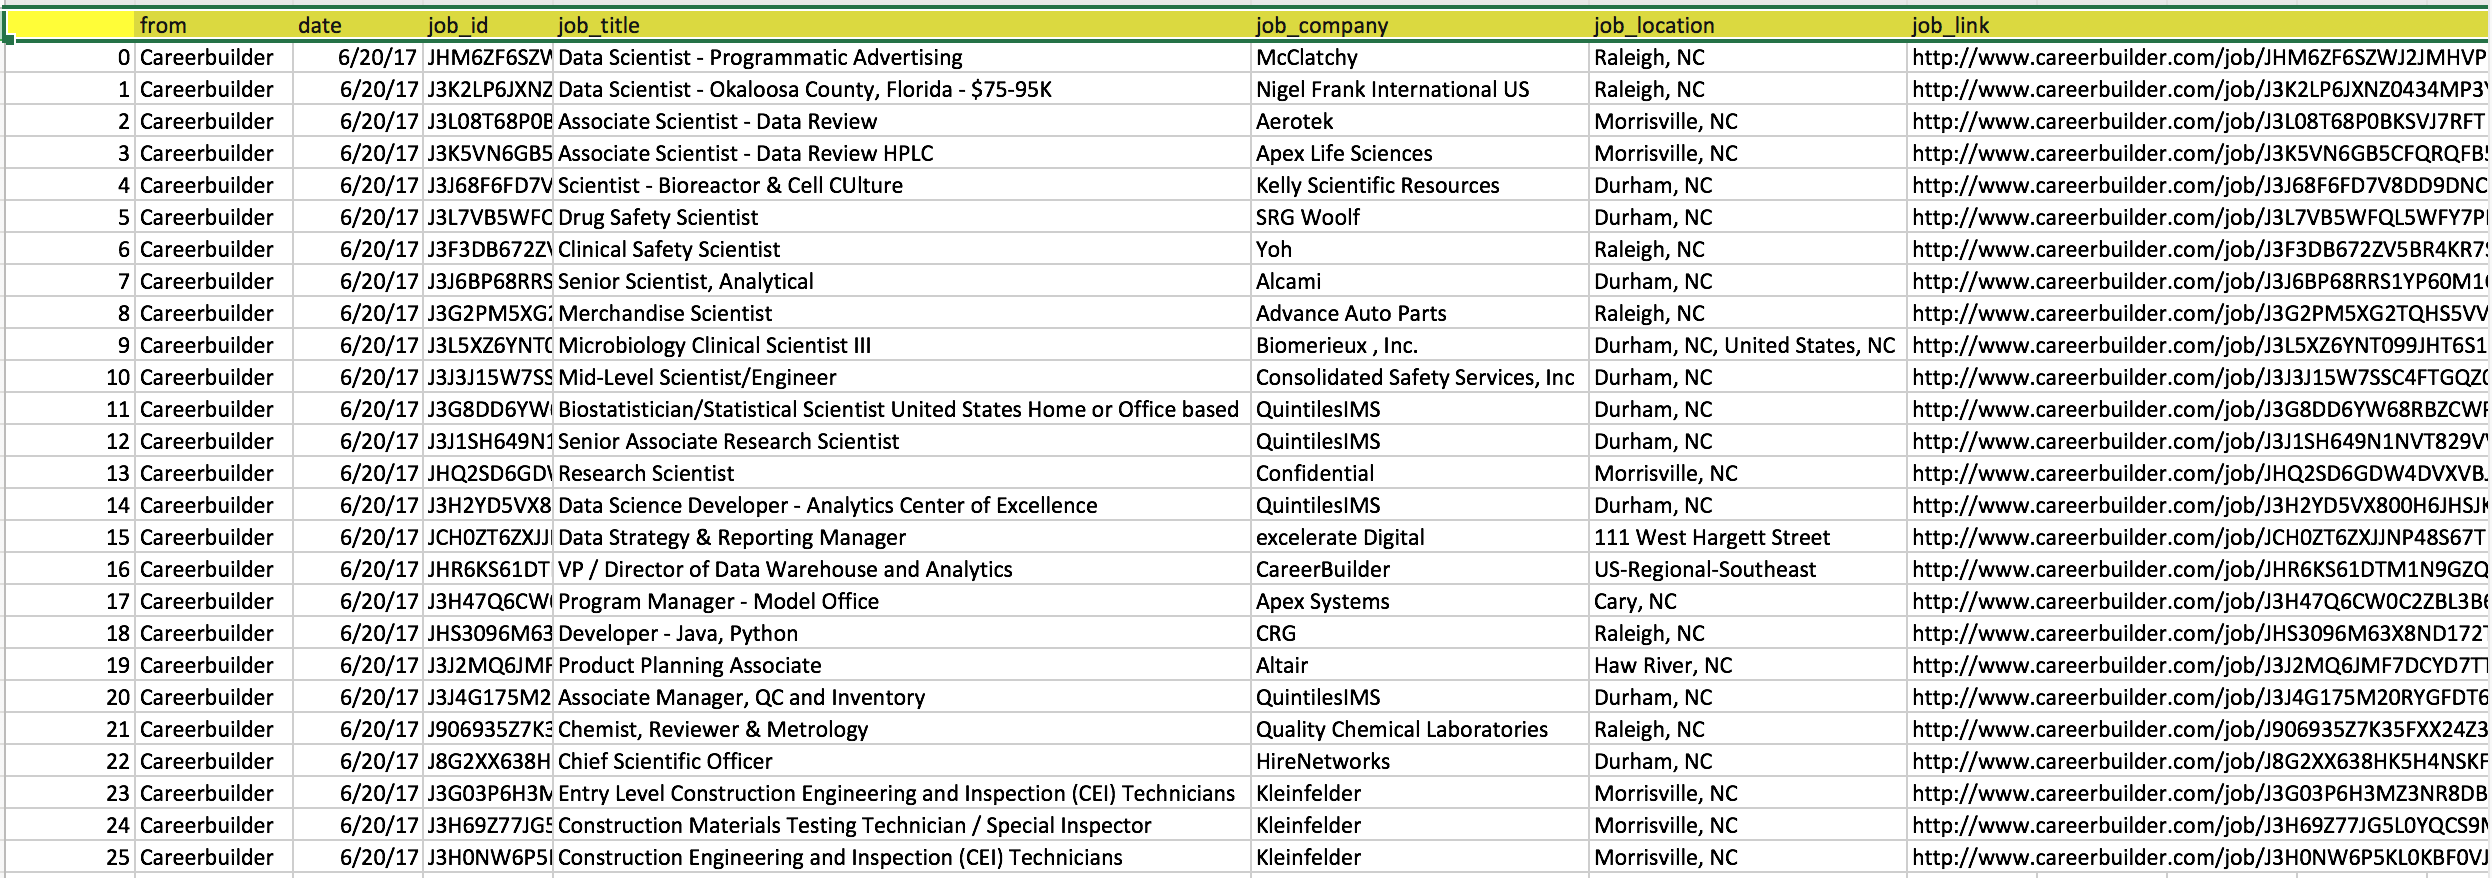 from date job_id job_title job_company job_location job_link
0 Careerbuilder 6/20/17 JHM6ZF6SZW Data Scientist - Programmatic Advertising McClatchy Raleigh, NC http://www.careerbuilder.com/job/JHM6ZF6SZWJ2JMHVP
1 Careerbuilder 6/20/17 J3K2LP6JXNZ Data Scientist - Okaloosa County, Florida - $75-95K Nigel Frank International US Raleigh, NC http://www.careerbuilder.com/job/J3K2LP6JXNZ0434MP3
2 Careerbuilder 6/20/17 J3L08T68P0B Associate Scientist - Data Review Aerotek Morrisville, NC http://www.careerbuilder.com/job/J3L08T68P0BKSVJ7RFT
3 Careerbuilder 6/20/17 J3K5VN6GB5 Associate Scientist - Data Review HPLC Apex Life Sciences Morrisville, NC http://www.careerbuilder.com/job/J3K5VN6GB5CFQRQFB
4 Careerbuilder 6/20/17 J3J68F6FD7V Scientist - Bioreactor & Cell CUlture Kelly Scientific Resources Durham, NC http://www.careerbuilder.com/job/J3J68F6FD7V8DD9DNC
5 Careerbuilder 6/20/17 J3L7VB5WFQ Drug Safety Scientist SRG Woolf Durham, NC http://www.careerbuilder.com/job/J3L7VB5WFQL5WFY7P
6 Careerbuilder 6/20/17 J3F3DB672ZV Clinical Safety Scientist Yoh Raleigh, NC http://www.careerbuilder.com/job/J3F3DB672ZV5BR4KR7
7 Careerbuilder 6/20/17 J3J6BP68RRS Senior Scientist, Analytical Alcami Durham, NC http://www.careerbuilder.com/job/J3J6BP68RRS1YP60M1
8 Careerbuilder 6/20/17 J3G2PM5XG2 Merchandise Scientist Advance Auto Parts Raleigh, NC http://www.careerbuilder.com/job/J3G2PM5XG2TQHS5VV
9 Careerbuilder 6/20/17 J3L5XZ6YNT0 Microbiology Clinical Scientist III Biomerieux , Inc. Durham, NC, United States, NC http://www.careerbuilder.com/job/J3L5XZ6YNT099JHT6S1
10 Careerbuilder 6/20/17 J3J3J15W7SS Mid-Level Scientist/Engineer Consolidated Safety Services, Inc Durham, NC http://www.careerbuilder.com/job/J3J3J15W7SSC4FTGQZ
11 Careerbuilder 6/20/17 J3G8DD6YW Biostatistician/Statistical Scientist United States Home or Office based QuintilesIMS Durham, NC http://www.careerbuilder.com/job/J3G8DD6YW68RBZCW
12 Careerbuilder 6/20/17 J3J1SH649N1 Senior Associate Research Scientist QuintilesIMS Durham, NC http://www.careerbuilder.com/job/J3J1SH649N1NVT829V
13 Careerbuilder 6/20/17 JHQ2SD6GD Research Scientist Confidential Morrisville, NC http://www.careerbuilder.com/job/JHQ2SD6GDW4DVXVB
14 Careerbuilder 6/20/17 J3H2YD5VX8 Data Science Developer - Analytics Center of Excellence QuintilesIMS Durham, NC http://www.careerbuilder.com/job/J3H2YD5VX800H6JHSJ
15 Careerbuilder 6/20/17 JCH0ZT6ZXJJ Data Strategy & Reporting Manager excelerate Digital 111 West Hargett Street http://www.careerbuilder.com/job/JCH0ZT6ZXJJNP48S67T
16 Careerbuilder 6/20/17 JHR6KS61DT VP / Director of Data Warehouse and Analytics CareerBuilder US-Regional-Southeast http://www.careerbuilder.com/job/JHR6KS61DTM1N9GZQ
17 Careerbuilder 6/20/17 J3H47Q6CW Program Manager - Model Office Apex Systems Cary, NC http://www.careerbuilder.com/job/J3H47Q6CW0C2ZBL3B
18 Careerbuilder 6/20/17 JHS3096M63 Developer - Java, Python CRG Raleigh, NC http://www.careerbuilder.com/job/JHS3096M63X8ND172
19 Careerbuilder 6/20/17 J3J2MQ6JMF Product Planning Associate Altair Haw River, NC http://www.careerbuilder.com/job/J3J2MQ6JMF7DCYD7T
20 Careerbuilder 6/20/17 J3J4G175M2 Associate Manager, QC and Inventory QuintilesIMS Durham, NC http://www.careerbuilder.com/job/J3J4G175M20RYGFDT6
21 Careerbuilder 6/20/17 J906935Z7K3 Chemist, Reviewer & Metrology Quality Chemical Laboratories Raleigh, NC http://www.careerbuilder.com/job/J906935Z7K35FXX24Z3
22 Careerbuilder 6/20/17 J8G2XX638H Chief Scientific Officer HireNetworks Durham, NC http://www.careerbuilder.com/job/J8G2XX638HK5H4NSKF
23 Careerbuilder 6/20/17 J3G03P6H3M Entry Level Construction Engineering and Inspection (CEI) Technicians Kleinfelder Morrisville, NC http://www.careerbuilder.com/job/J3G03P6H3MZ3NR8DB
24 Careerbuilder 6/20/17 J3H69Z77JG5 Construction Materials Testing Technician / Special Inspector Kleinfelder Morrisville, NC http://www.careerbuilder.com/job/J3H69Z77JG5L0YQCS9
25 Careerbuilder 6/20/17 J3H0NW6P5 Construction Engineering and Inspection (CEI) Technicians Kleinfelder Morrisville, NC http://www.careerbuilder.com/job/J3H0NW6P5KL0KBF0VJ